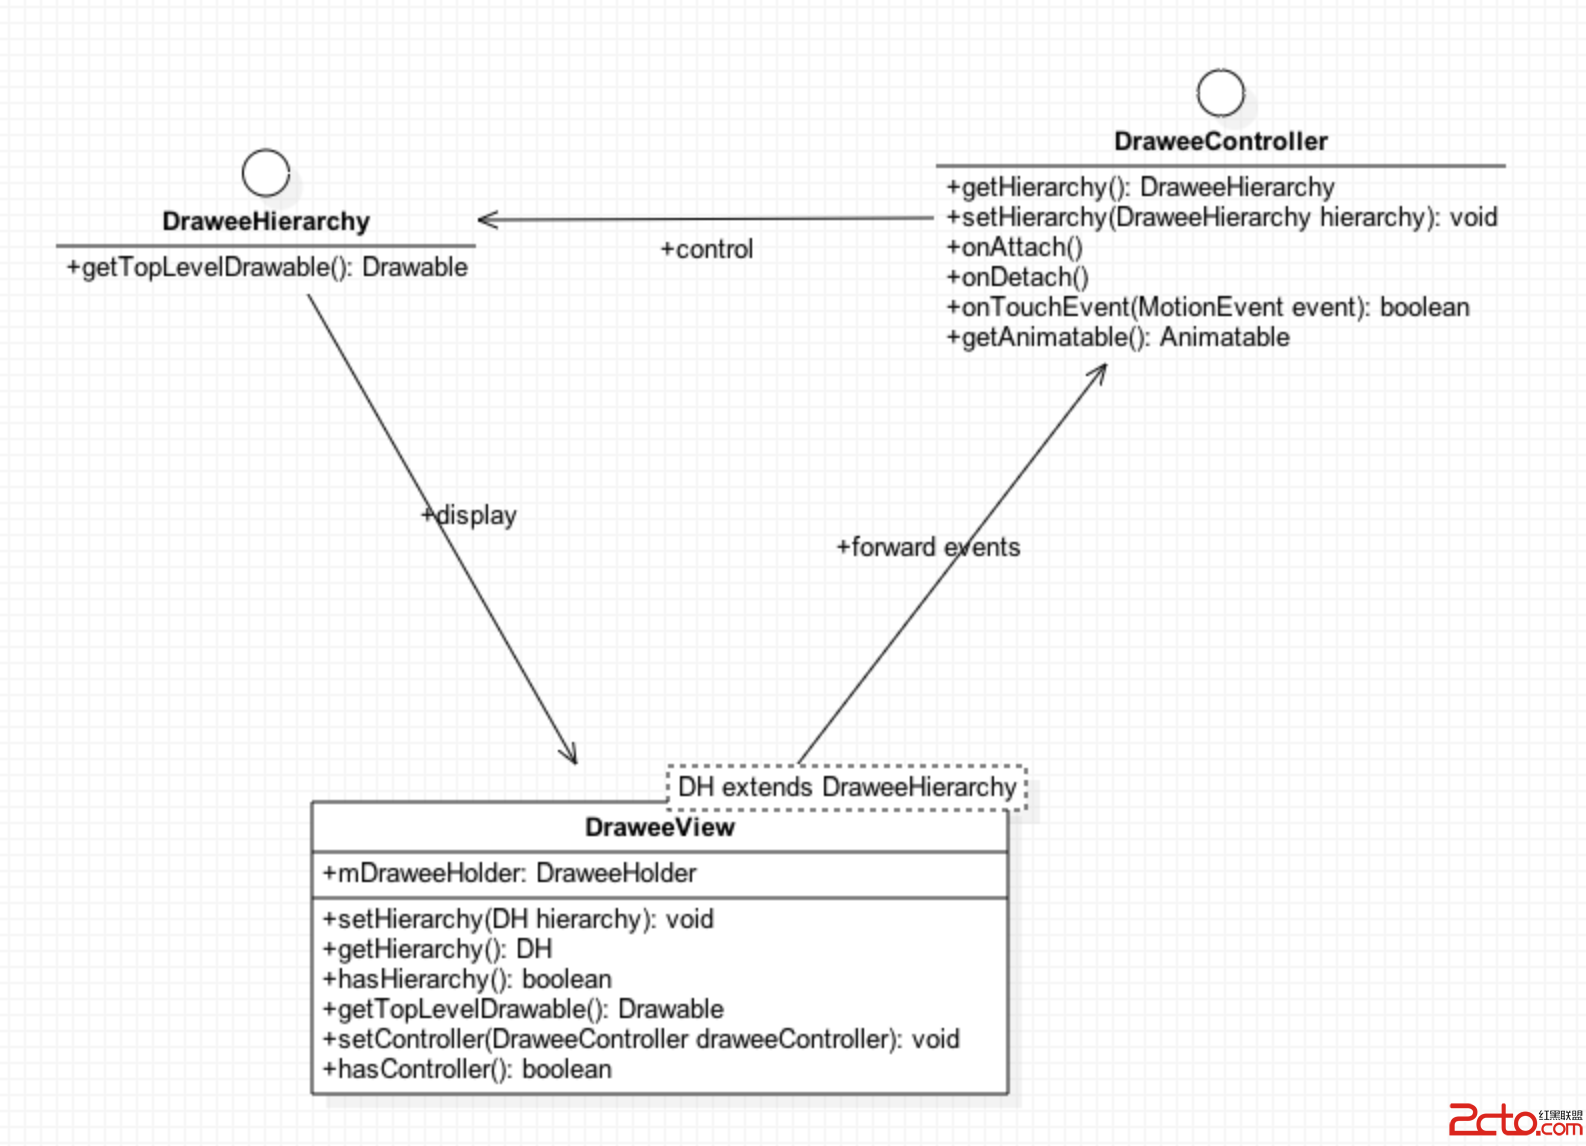 DraweeController
+getHierarchy(): DraweeHierarchy
+setHierarchy(DraweeHierarchy hierarchy): void
+onAttach()
+onDetach()
+onTouchEvent(MotionEvent event): boolean
+getAnimatable(): Animatable
DraweeHierarchy
+getTopLevelDrawable(): Drawable
+control
+display
+forward events
DH extends DraweeHierarchy
DraweeView
+mDraweeHolder: DraweeHolder
+setHierarchy(DH hierarchy): void
+getHierarchy(): DH
+hasHierarchy(): boolean
+getTopLevelDrawable(): Drawable
+setController(DraweeController draweeController): void
+hasController(): boolean
2cto.com
红黑联盟